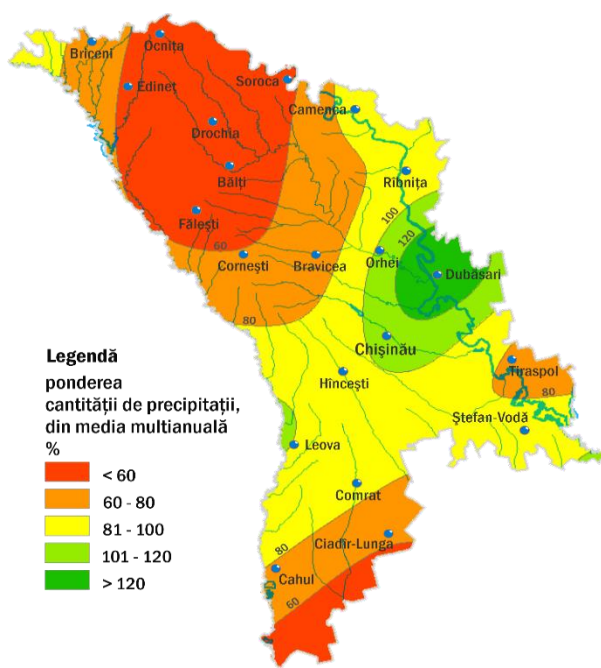 Ocnița
Briceni
Edineț
Soroca
Camenca
Drochia
Bălți
Rîbnița
Fălești
100
120
60
Cornești
Bravicea
Orhei
Dubăsari
80
Chișinău
Legendă
ponderea
cantității de precipitații,
din media multianuală
%
< 60
60 - 80
81 - 100
101 - 120
> 120
Hîncești
Tiraspol
80
Ștefan-Vodă
Leova
Comrat
80
Ciadîr-Lunga
Cahul
60